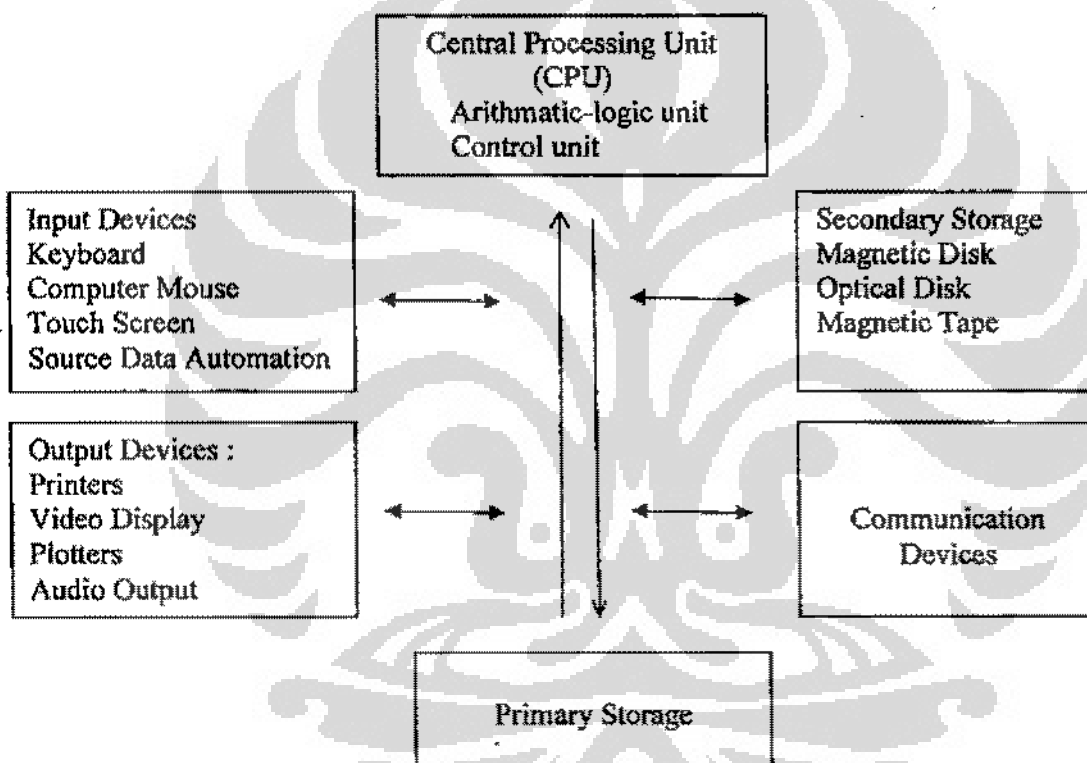 Central Processing Unit
(CPU)
Arithmatic-logic unit
Control unit
Input Devices
Keyboard
Computer Mouse
Touch Screen
Source Data Automation
Secondary Storage
Magnetic Disk
Optical Disk
Magnetic Tape
Output Devices :
Printers
Video Display
Plotters
Audio Output
Communication
Devices
Primary Storage